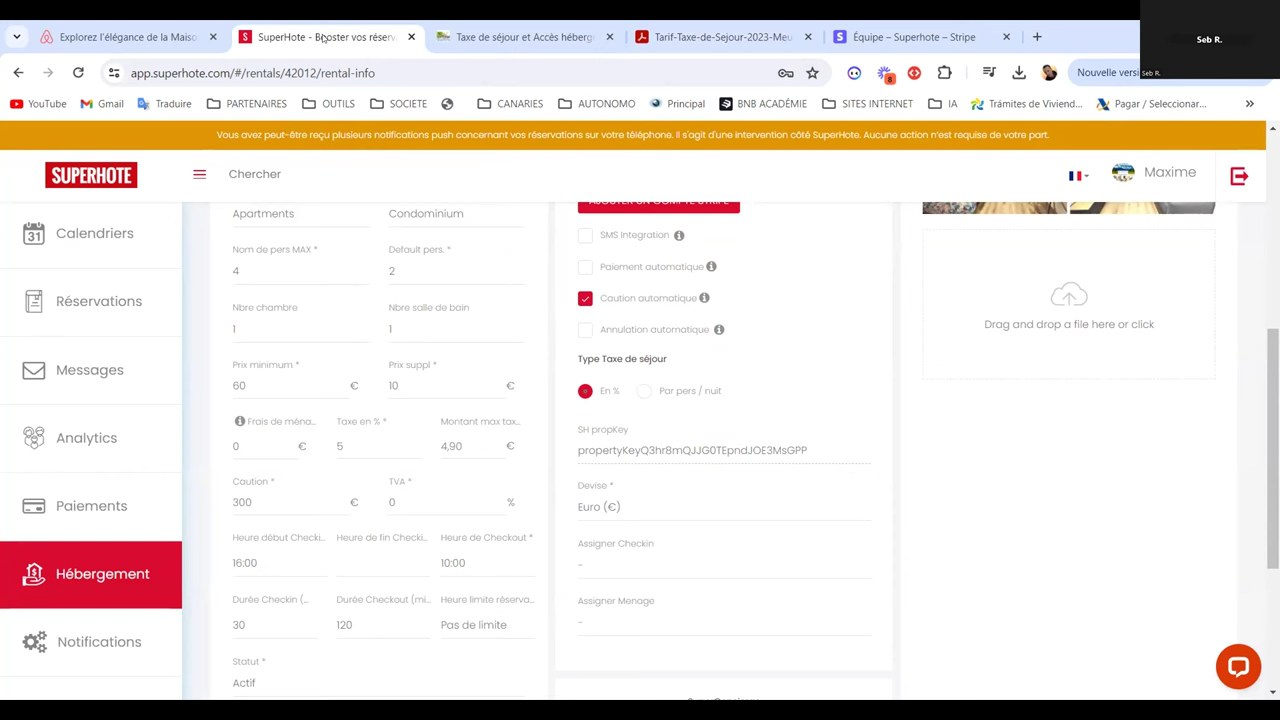 Explorez l'élégance de la Maiso
SuperHote - Booster vos réserv
Taxe de séjour et Accès héberg
Tarif-Taxe-de-Sejour-2023-Meu
Équipe – Superhote – Stripe
Seb R.
app.superhote.com/#/rentals/42012/rental-info
8
Nouvelle versi
Seb R.
YouTube
Gmail
Traduire
PARTENAIRES
OUTILS
SOCIETE
CANARIES
AUTONOMO
Principal
BNB ACADÉMIE
SITES INTERNET
IA
Trámites de Viviend...
Pagar / Seleccionar...
Vous avez peut-être reçu plusieurs notifications push concernant vos réservations sur votre téléphone. Il s'agit d'une intervention côté SuperHote. Aucune action n'est requise de votre part.
SUPERHOTE
Chercher
Maxime
31
Calendriers
Réservations
Messages
Analytics
Paiements
Hébergement
Notifications
Apartments
Condominium
Nom de pers MAX *
Default pers. *
4
2
Nbre chambre
Nbre salle de bain
1
1
Prix minimum *
Prix suppl *
60 €
10 €
Frais de ména...
Taxe en % *
Montant max tax...
0 €
5
4,90 €
Caution *
TVA *
300 €
0 %
Heure début Checki...
Heure de fin Checki...
Heure de Checkout *
16:00
10:00
Durée Checkin (...
Durée Checkout (mi...
Heure limite réserva...
30
120
Pas de limite
Statut *
Actif
AJOUTER UN COMPTE STRIPE
SMS Integration
Paiement automatique
Caution automatique
Annulation automatique
Type Taxe de séjour
En %
Par pers / nuit
SH propKey
propertyKeyQ3hr8mQJJG0TEpndJOE3MsGPP
Devise *
Euro (€)
Assigner Checkin
-
Assigner Menage
-
Drag and drop a file here or click